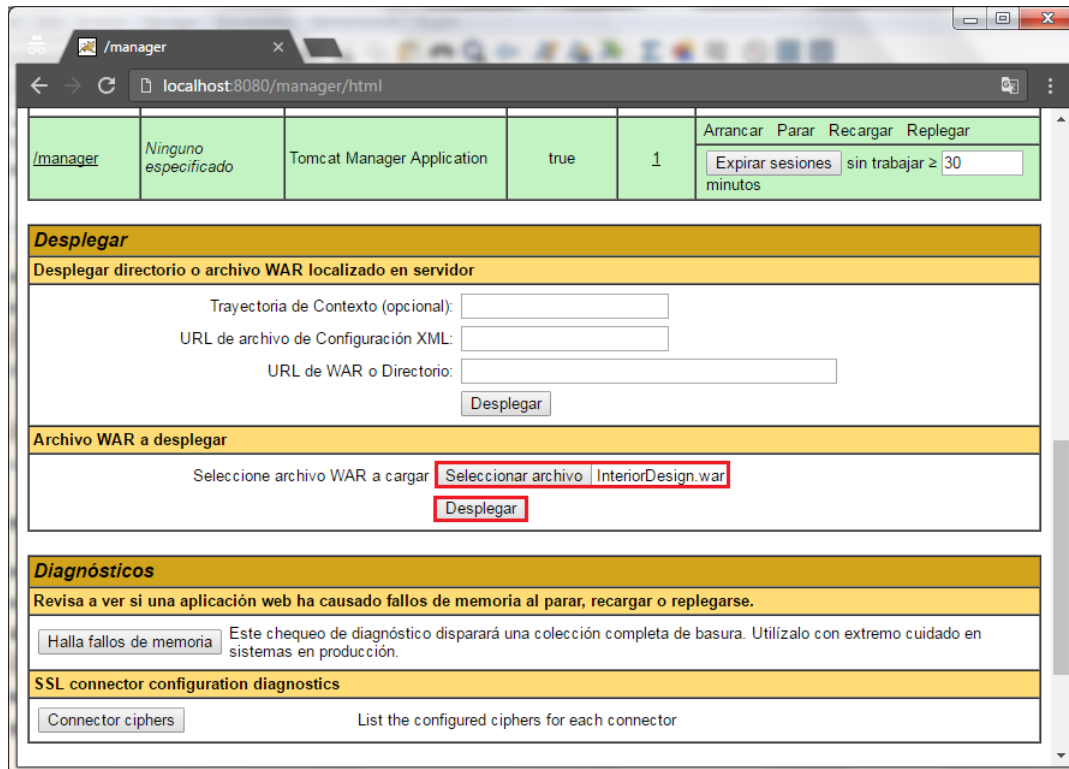 /manager
localhost:8080/manager/html
Arrancar Parar Recargar Replegar
/manager Ninguno especificado Tomcat Manager Application true 1
Expirar sesiones sin trabajar ≥ 30
minutos
Desplegar
Desplegar directorio o archivo WAR localizado en servidor
Trayectoria de Contexto (opcional):
URL de archivo de Configuración XML:
URL de WAR o Directorio:
Desplegar
Archivo WAR a desplegar
Seleccione archivo WAR a cargar Seleccionar archivo InteriorDesign.war
Desplegar
Diagnósticos
Revisa a ver si una aplicación web ha causado fallos de memoria al parar, recargar o replegarse.
Halla fallos de memoria Este chequeo de diagnóstico disparará una colección completa de basura. Utilízalo con extremo cuidado en
sistemas en producción.
SSL connector configuration diagnostics
Connector ciphers List the configured ciphers for each connector